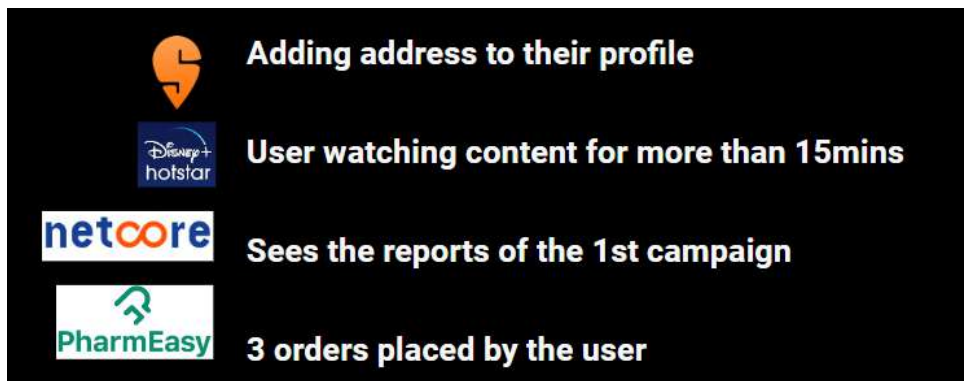 Adding address to their profile
Disney+
hotstar
User watching content for more than 15mins
netcore
Sees the reports of the 1st campaign
PharmEasy
3 orders placed by the user